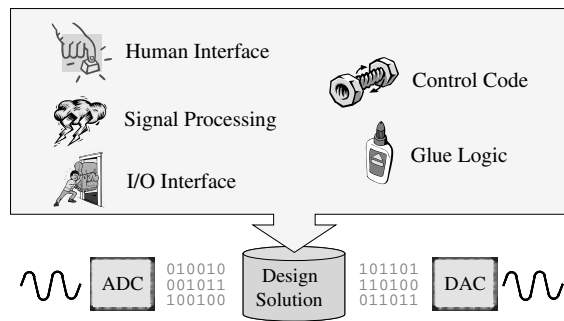 Human Interface
Signal Processing
I/O Interface
Control Code
Glue Logic
ADC
010010
001011
100100
Design
Solution
101101
110100
011011
DAC